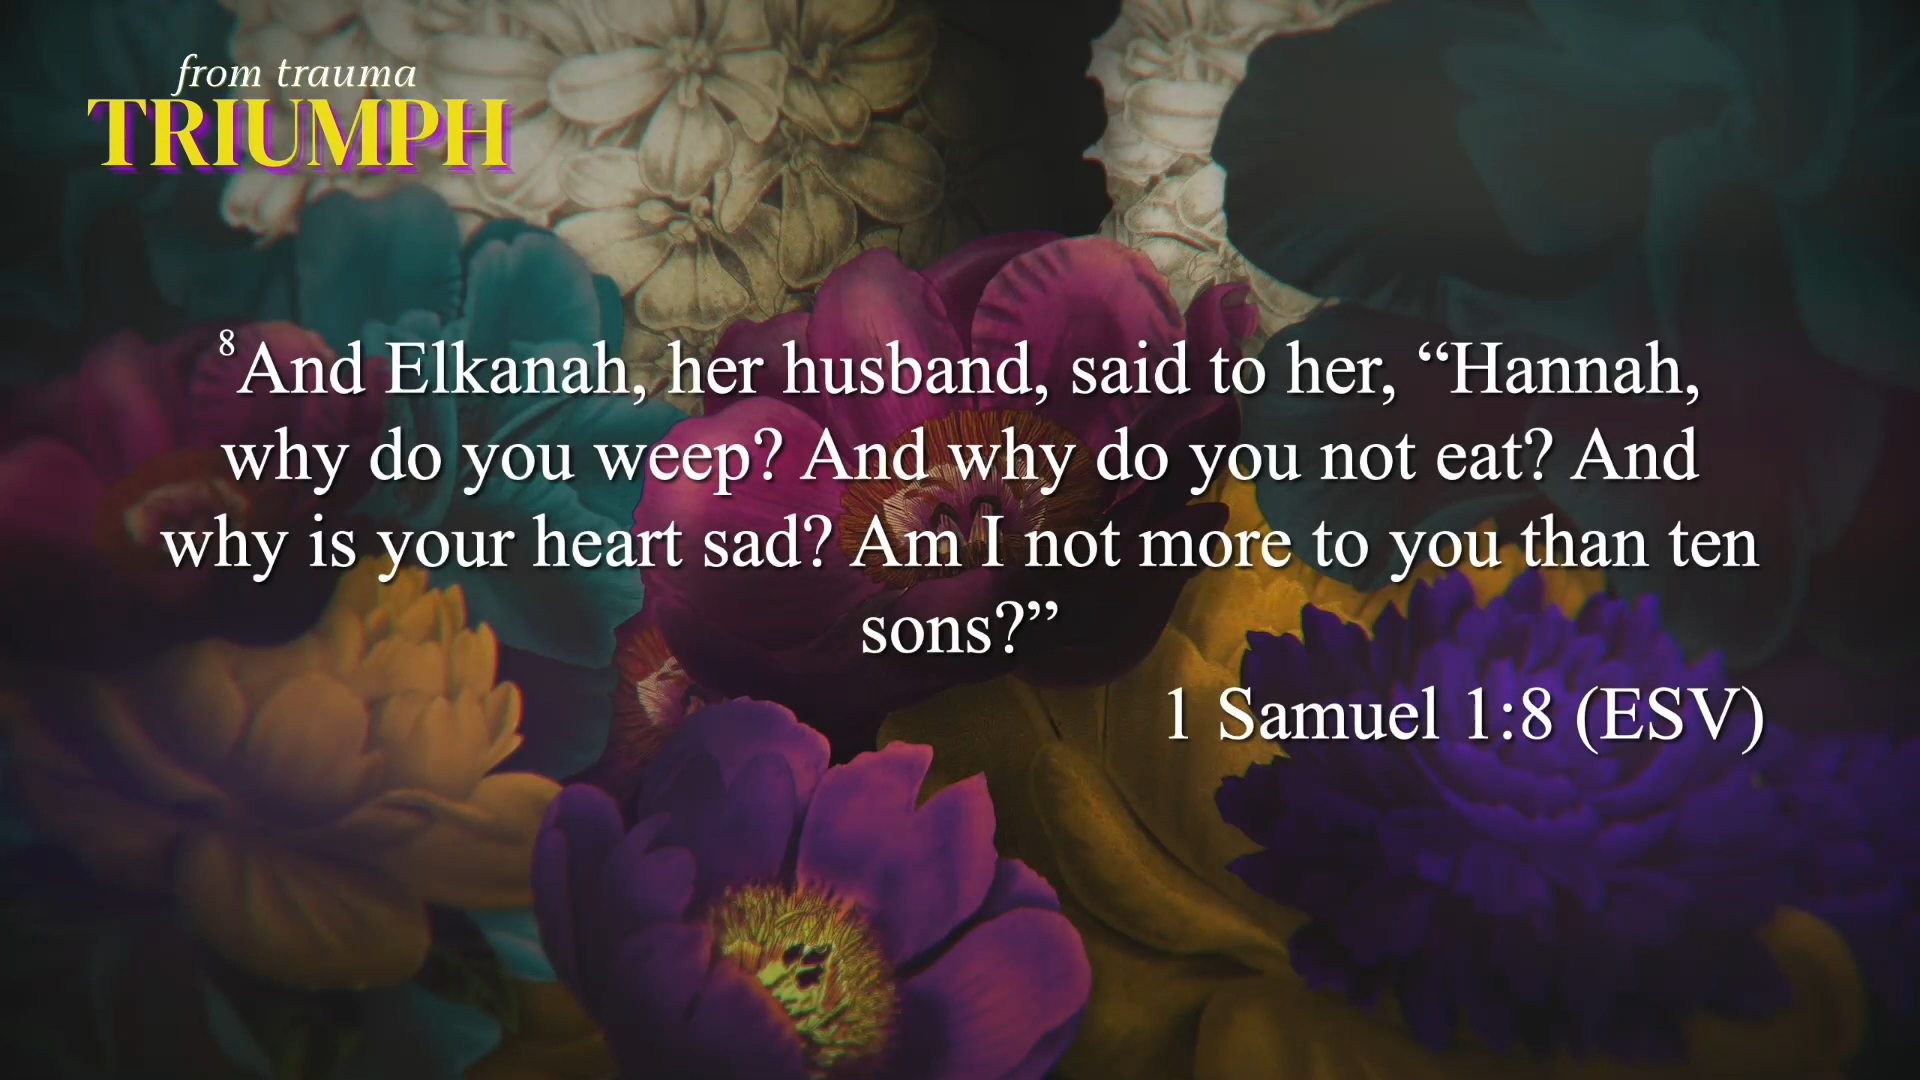 from trauma
TRIUMPH
8 And Elkanah, her husband, said to her, “Hannah,
why do you weep? And why do you not eat? And
why is your heart sad? Am I not more to you than ten
sons?”
1 Samuel 1:8 (ESV)